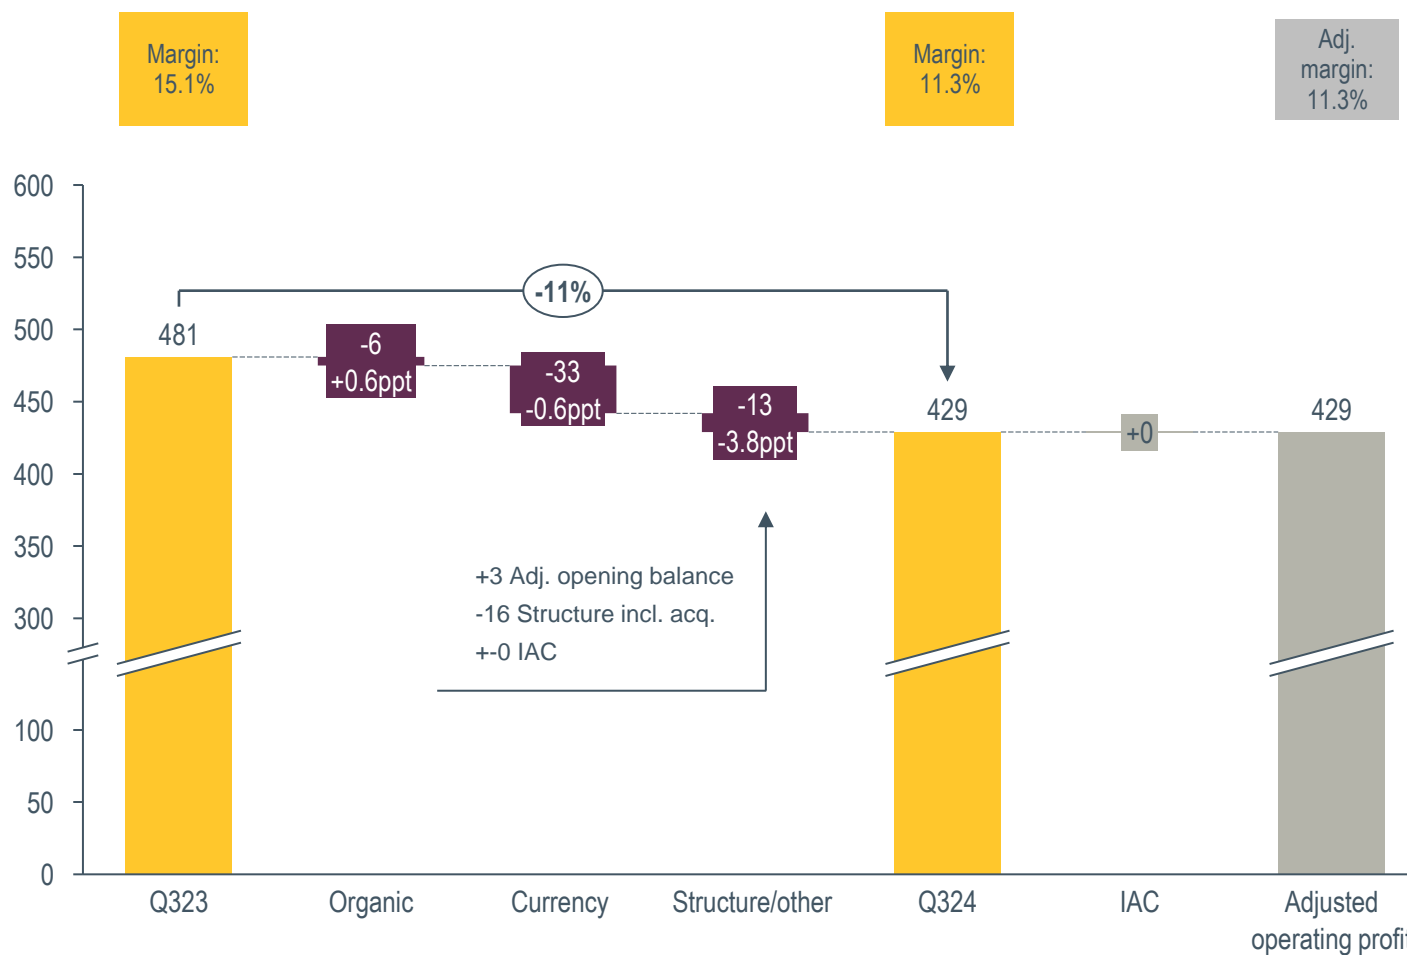 Margin:
15.1%
Margin:
11.3%
Adj.
margin:
11.3%
600
550
500
450
400
350
300
100
50
0
-11%
481
-6
+0.6ppt
-33
-0.6ppt
-13
-3.8ppt
429
+0
429
+3 Adj. opening balance
-16 Structure incl. acq.
+-0 IAC
Q323
Organic
Currency
Structure/other
Q324
IAC
Adjusted
operating profit